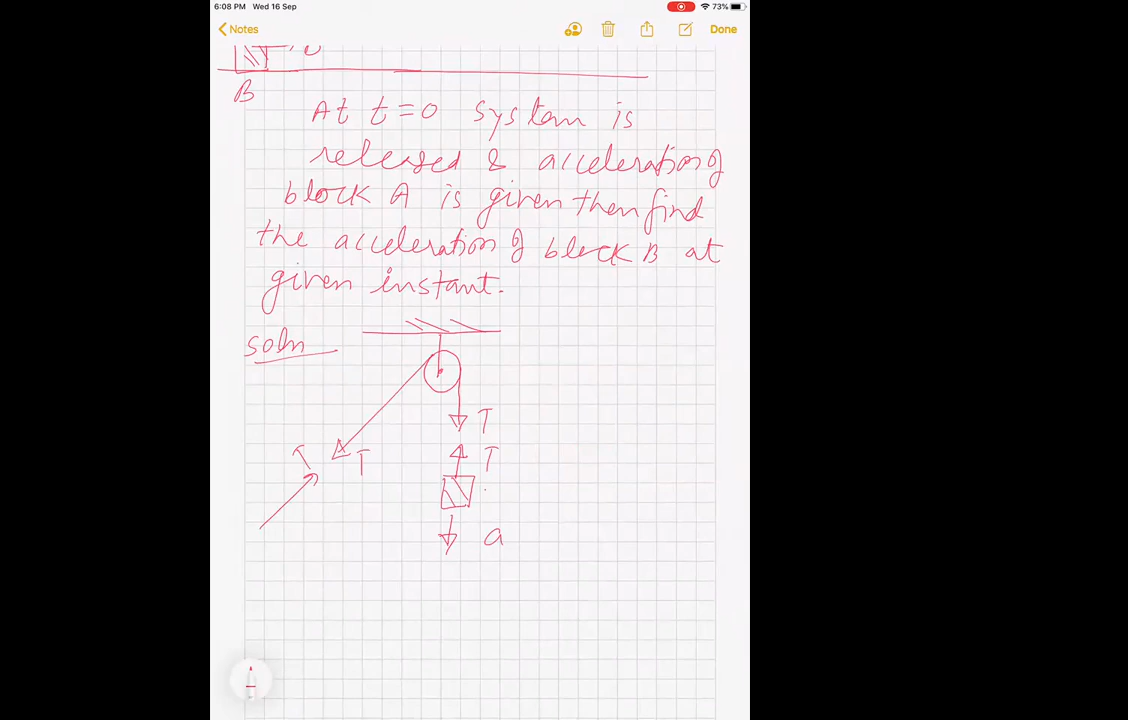 6:08 PM Wed 16 Sep 73%
Notes Done
B
At t=0 system is
released & acceleration of
block A is given then find
the acceleration of block B at
given instant.
soln
T
T T T
a